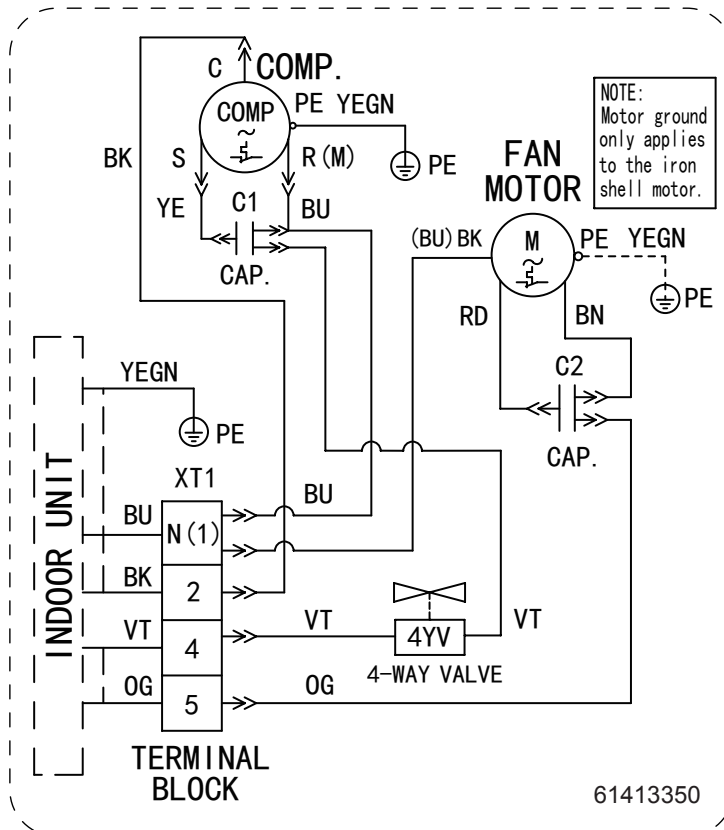 C COMP.
COMP
PE YEGN
BK
S
R(M)
PE
YE
C1
BU
CAP.
NOTE:
Motor ground
only applies
to the iron
shell motor.
FAN
MOTOR
(BU)BK
M
PE YEGN
PE
RD
BN
C2
CAP.
YEGN
PE
XT1
INDOOR UNIT
BU
N(1)
BU
BK
2
VT
4
VT
4YV
VT
4-WAY VALVE
OG
5
OG
TERMINAL
BLOCK
61413350